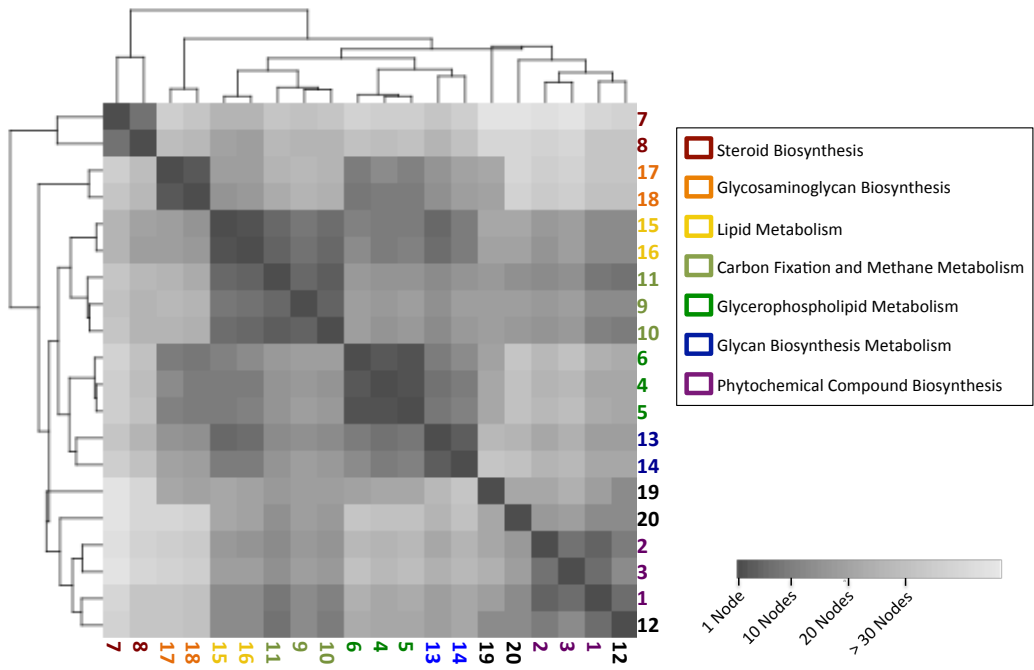 7
8
17
18
15
16
11
9
10
6
4
5
13
14
19
20
2
3
1
12
Steroid Biosynthesis
Glycosaminoglycan Biosynthesis
Lipid Metabolism
Carbon Fixation and Methane Metabolism
Glycerophospholipid Metabolism
Glycan Biosynthesis Metabolism
Phytochemical Compound Biosynthesis
1 Node
10 Nodes
20 Nodes
> 30 Nodes
7 8 17 18 15 16 11 9 10 6 4 5 13 14 19 20 2 3 1 12